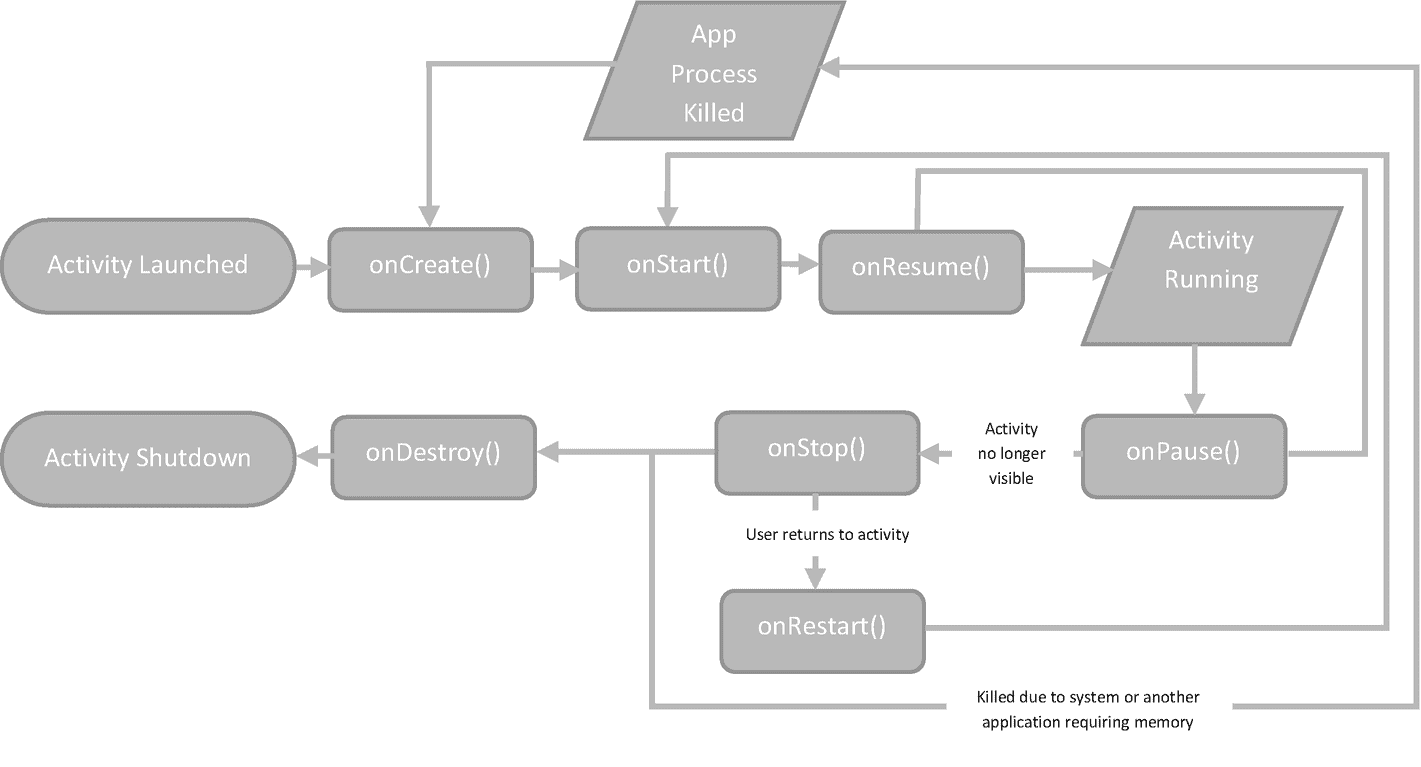 App
Process
Killed
Activity Launched
onCreate()
onStart()
onResume()
Activity
Running
Activity Shutdown
onDestroy()
onStop()
Activity
no longer
visible
onPause()
User returns to activity
onRestart()
Killed due to system or another
application requiring memory